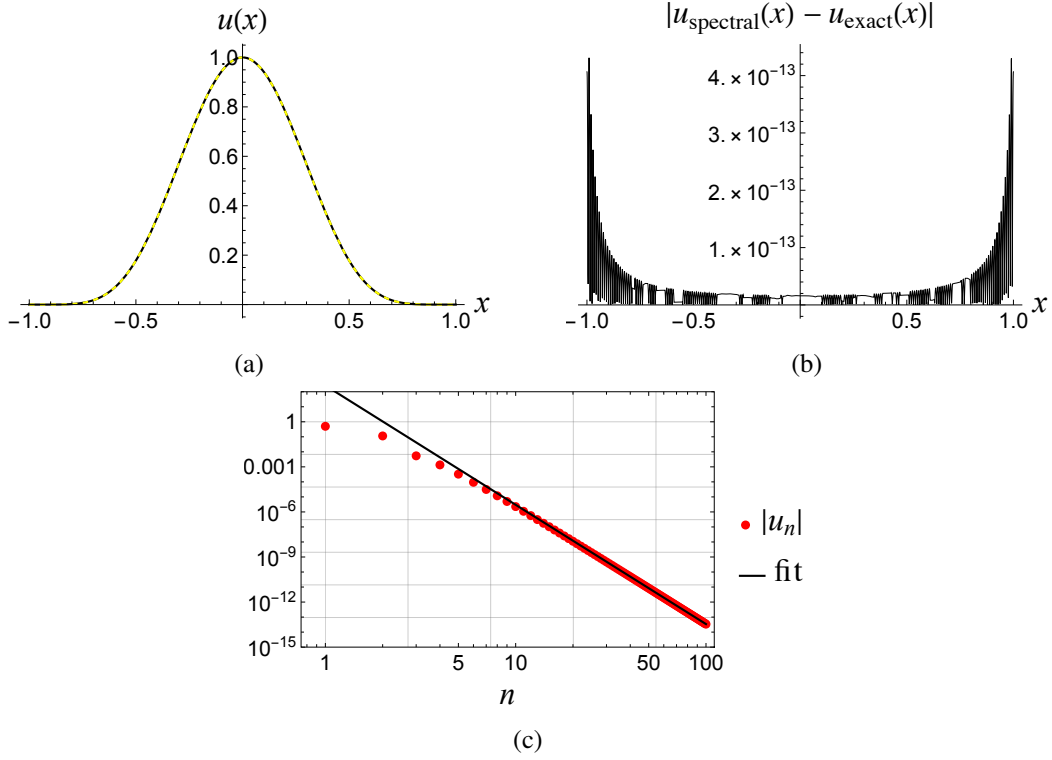 u(x)
1.0
0.8
0.6
0.4
0.2
−1.0 −0.5 0.5 1.0 x
(a)
|u_spectral(x) − u_exact(x)|
4.×10^−13
3.×10^−13
2.×10^−13
1.×10^−13
−1.0 −0.5 0.0 0.5 1.0 x
(b)
1
0.001
10^−6
10^−9
10^−12
10^−15
1 5 10 50 100
n
|u_n|
fit
(c)